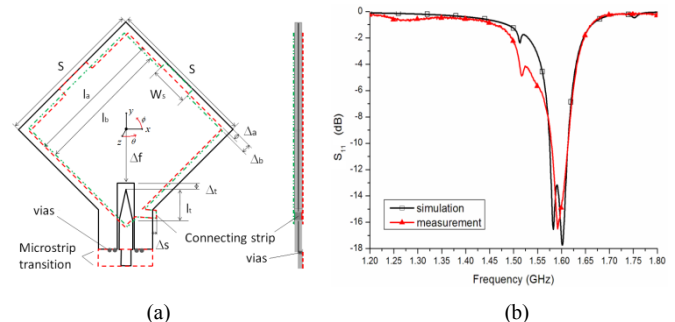 S
S
lₐ
l_b
Wₛ
y
ϕ
x
z
θ
Δa
Δb
Δf
Δt
lₜ
vias
Δs
Connecting strip
Microstrip
transition
vias
(a)
0
-2
-4
-6
-8
-10
-12
-14
-16
-18
S₁₁ (dB)
simulation
measurement
1.20 1.25 1.30 1.35 1.40 1.45 1.50 1.55 1.60 1.65 1.70 1.75 1.80
Frequency (GHz)
(b)